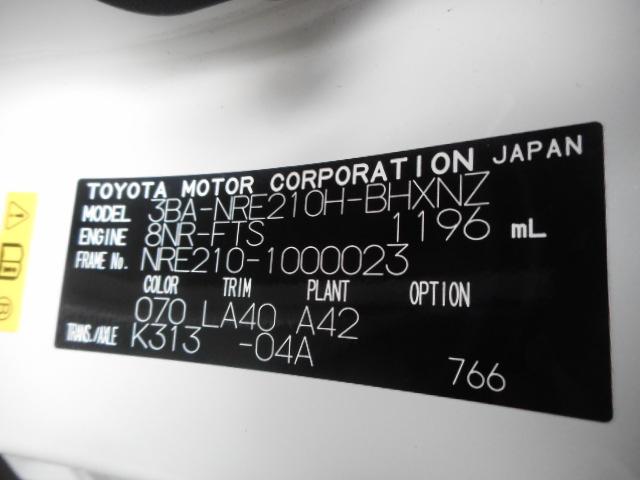 TOYOTA MOTOR CORPORATION JAPAN
MODEL 3BA-NRE210H-BHXNZ
ENGINE 8NR-FTS 1196 mL
FRAME No. NRE210-1000023
COLOR TRIM PLANT OPTION
070 LA40 A42
TRANS./AXLE K313 -04A
766